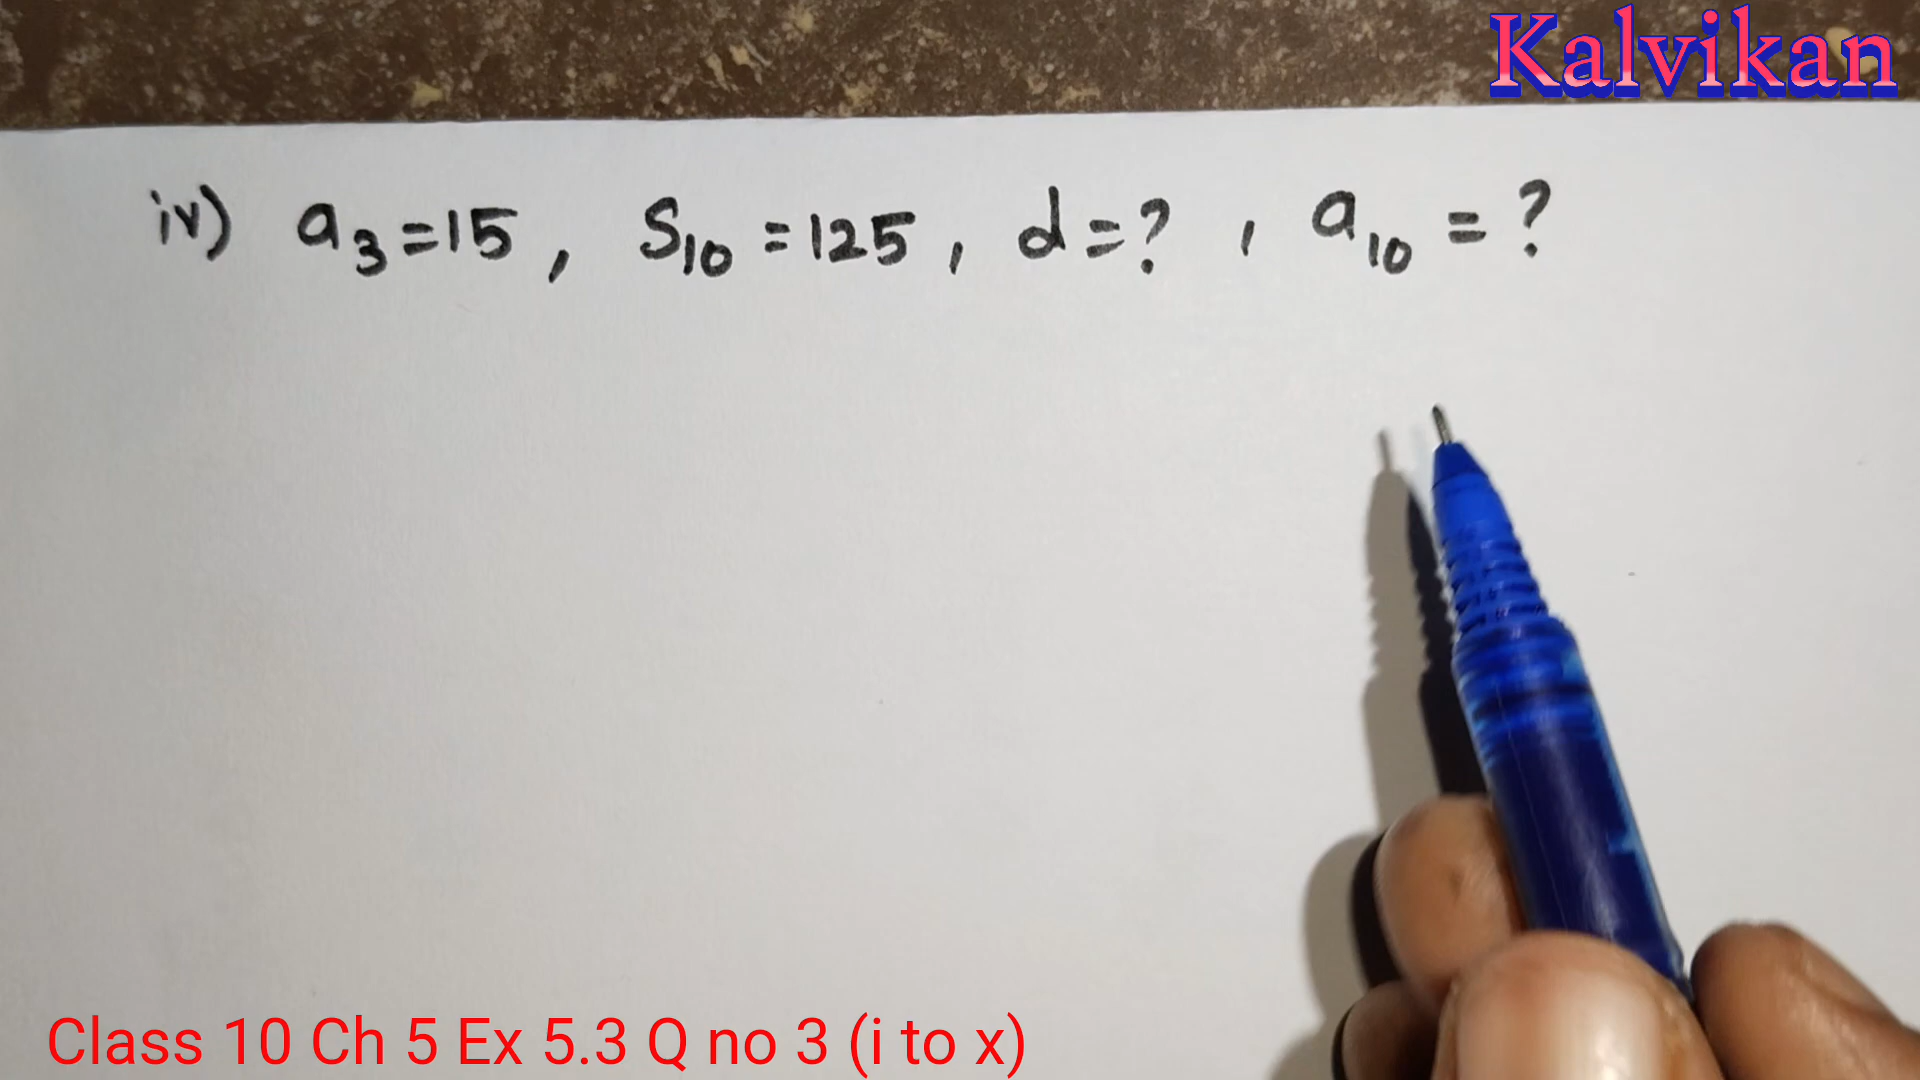 Kalvikan
iv) a₃ = 15, S₁₀ = 125, d = ?, a₁₀ = ?
Class 10 Ch 5 Ex 5.3 Q no 3 (i to x)